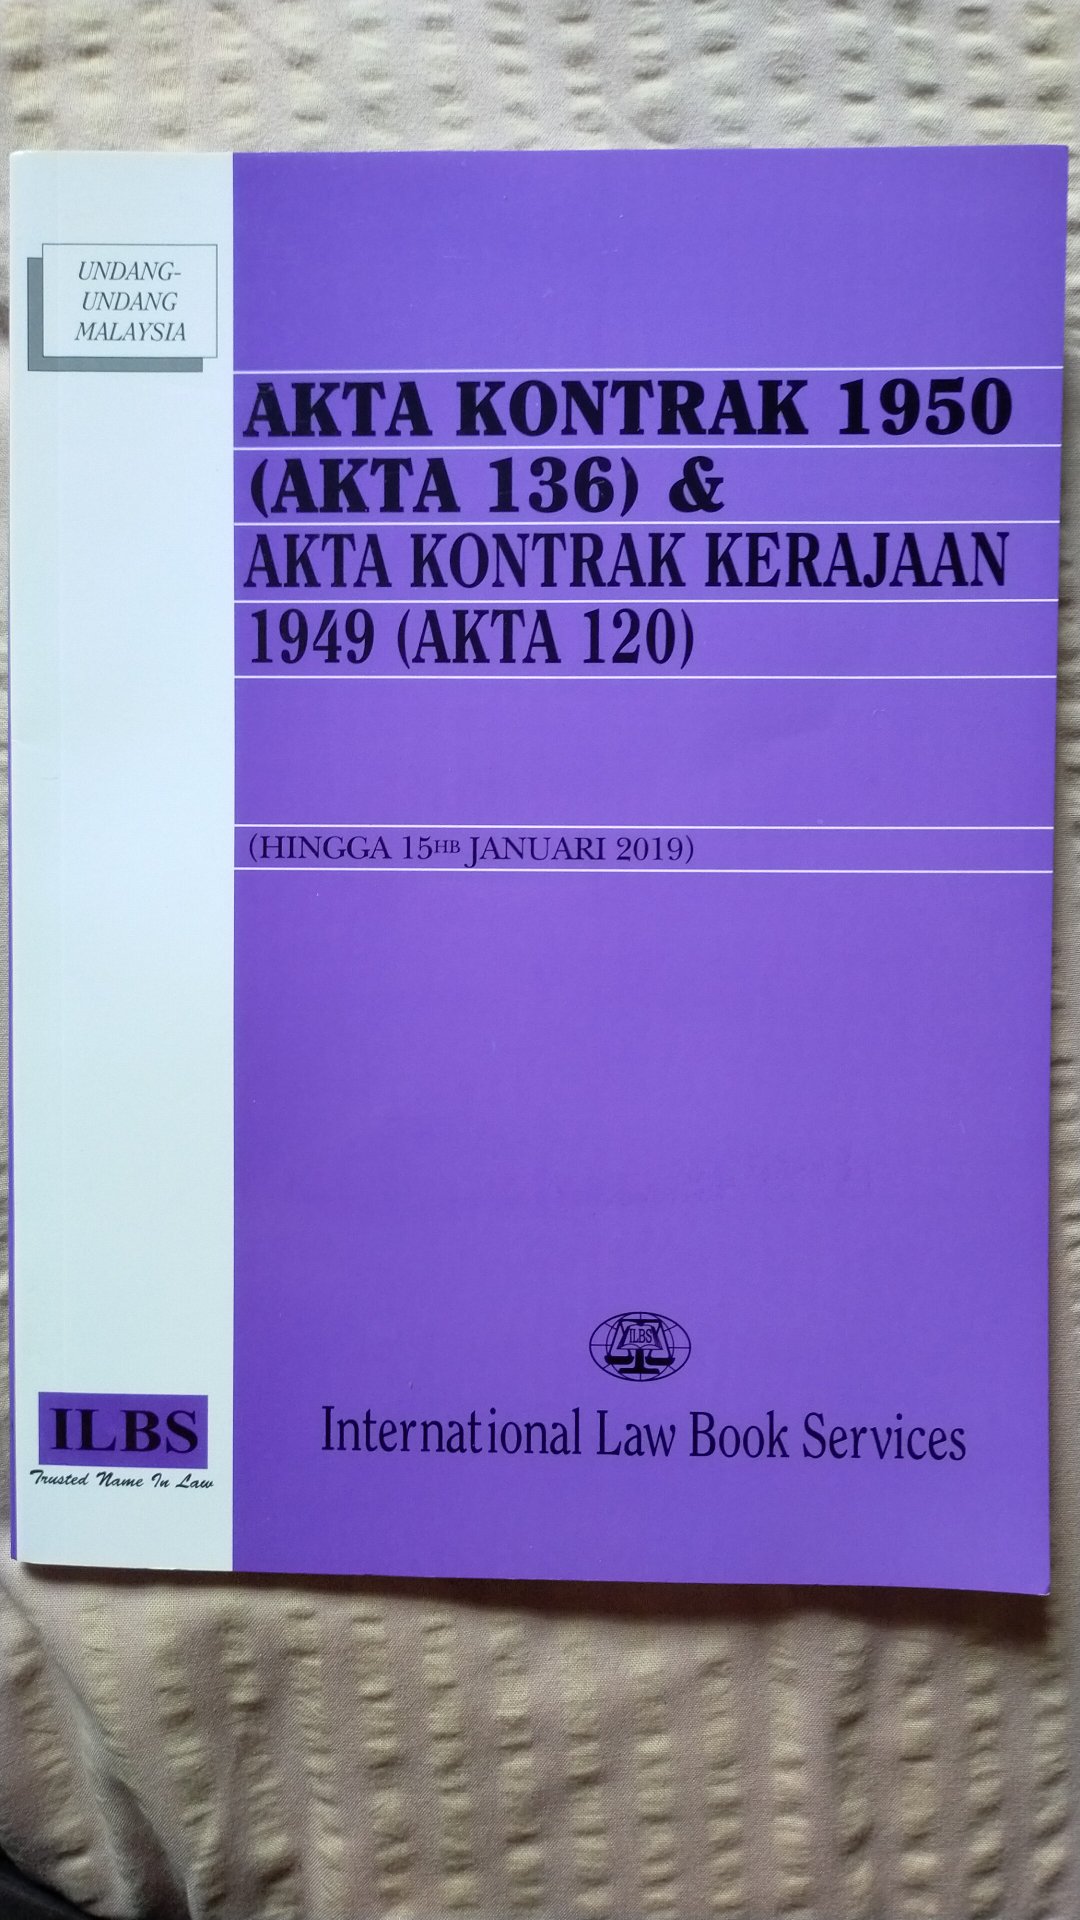 UNDANG-
UNDANG
MALAYSIA
AKTA KONTRAK 1950
(AKTA 136) &
AKTA KONTRAK KERAJAAN
1949 (AKTA 120)
(HINGGA 15HB JANUARI 2019)
ILBS
International Law Book Services
ILBS
Trusted Name In Law